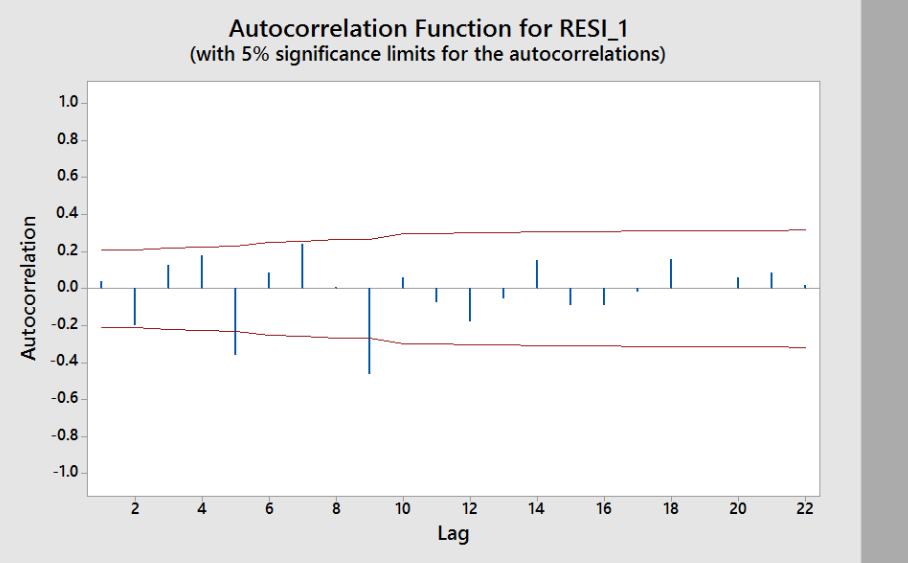 Autocorrelation Function for RESI_1
(with 5% significance limits for the autocorrelations)
1.0
0.8
0.6
0.4
0.2
0.0
-0.2
-0.4
-0.6
-0.8
-1.0
Autocorrelation
2 4 6 8 10 12 14 16 18 20 22
Lag